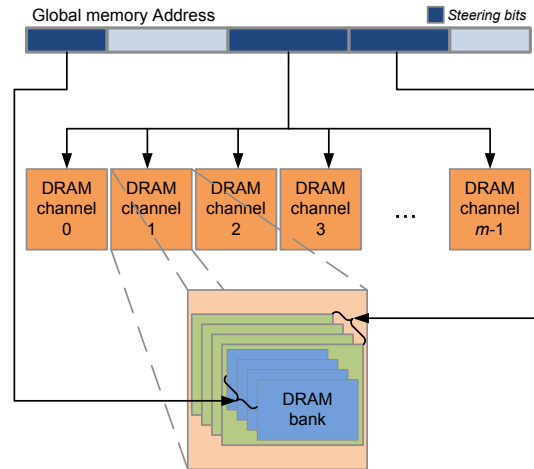 Global memory Address
Steering bits
DRAM
channel
0
DRAM
channel
1
DRAM
channel
2
DRAM
channel
3
...
DRAM
channel
m-1
DRAM
bank